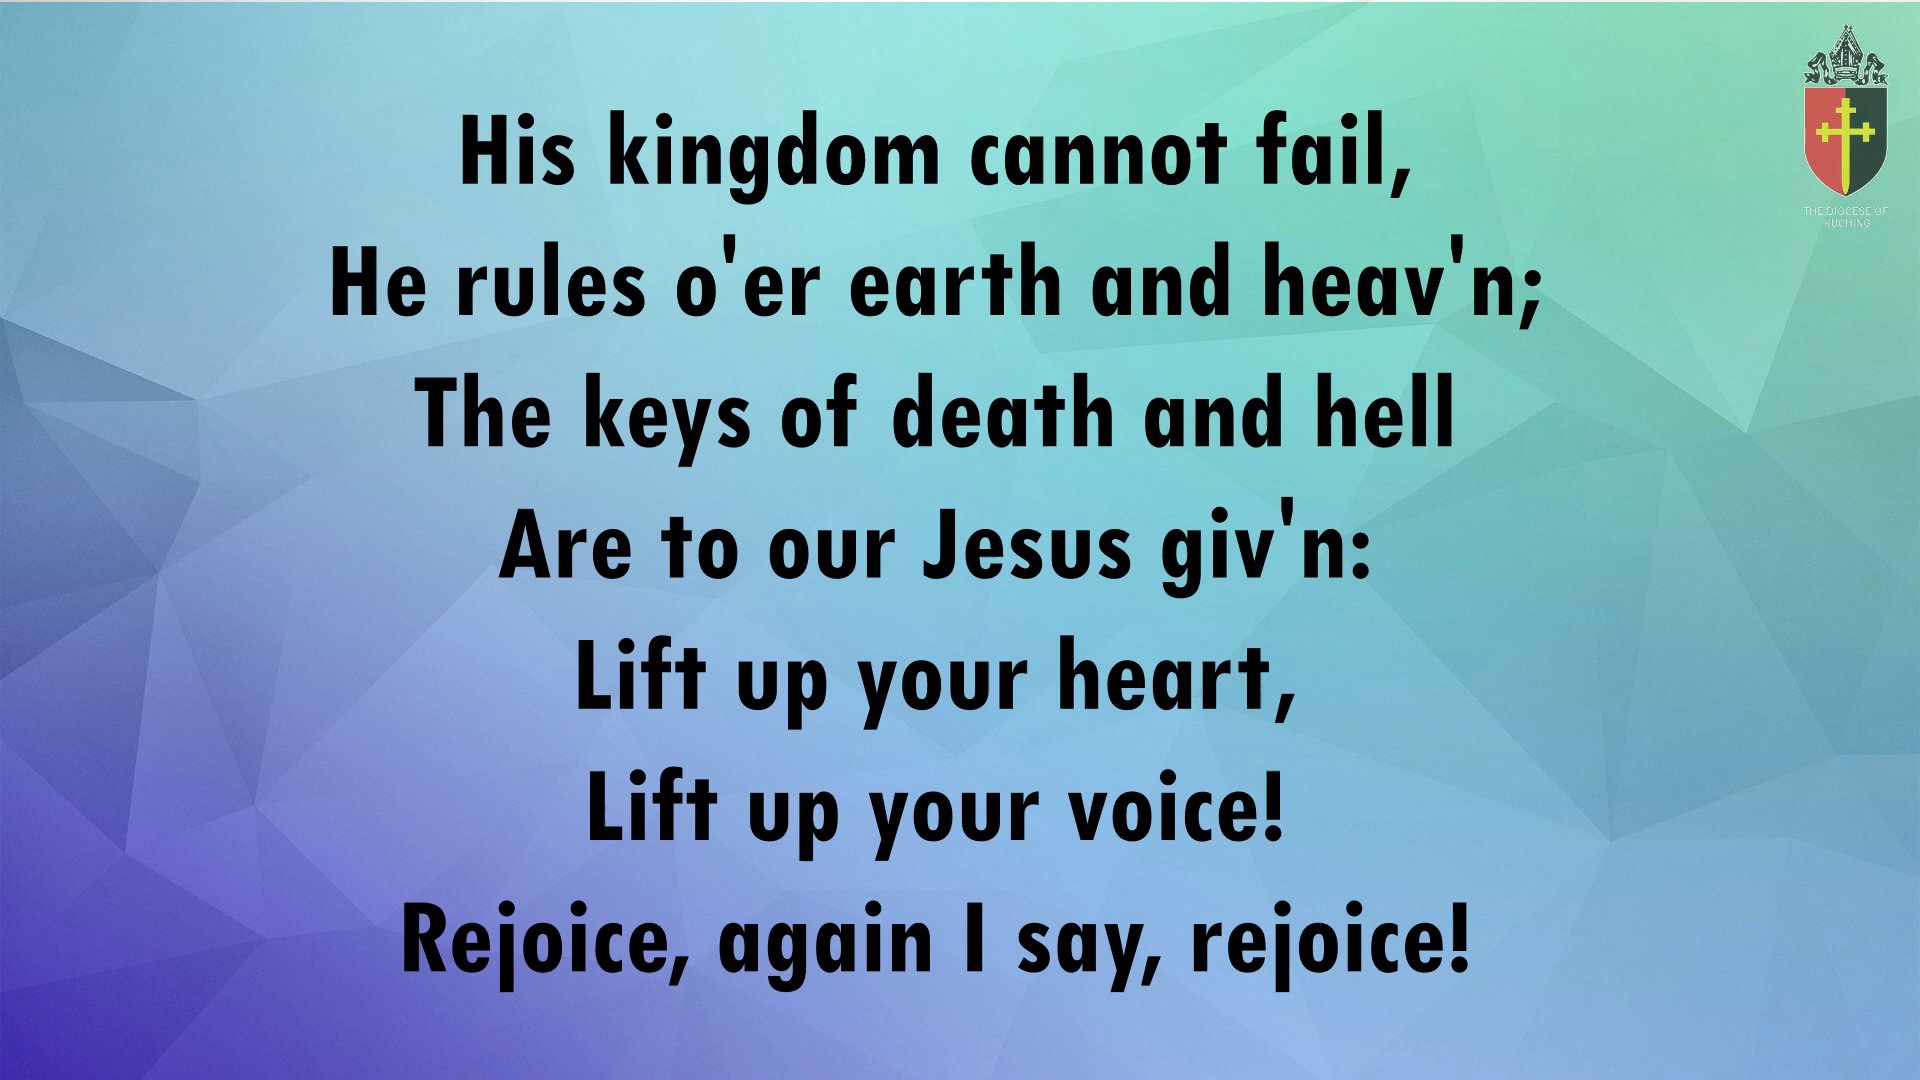 His kingdom cannot fail,
He rules o'er earth and heav'n;
The keys of death and hell
Are to our Jesus giv'n:
Lift up your heart,
Lift up your voice!
Rejoice, again I say, rejoice!
THE DIOCESE OF
KUCHING